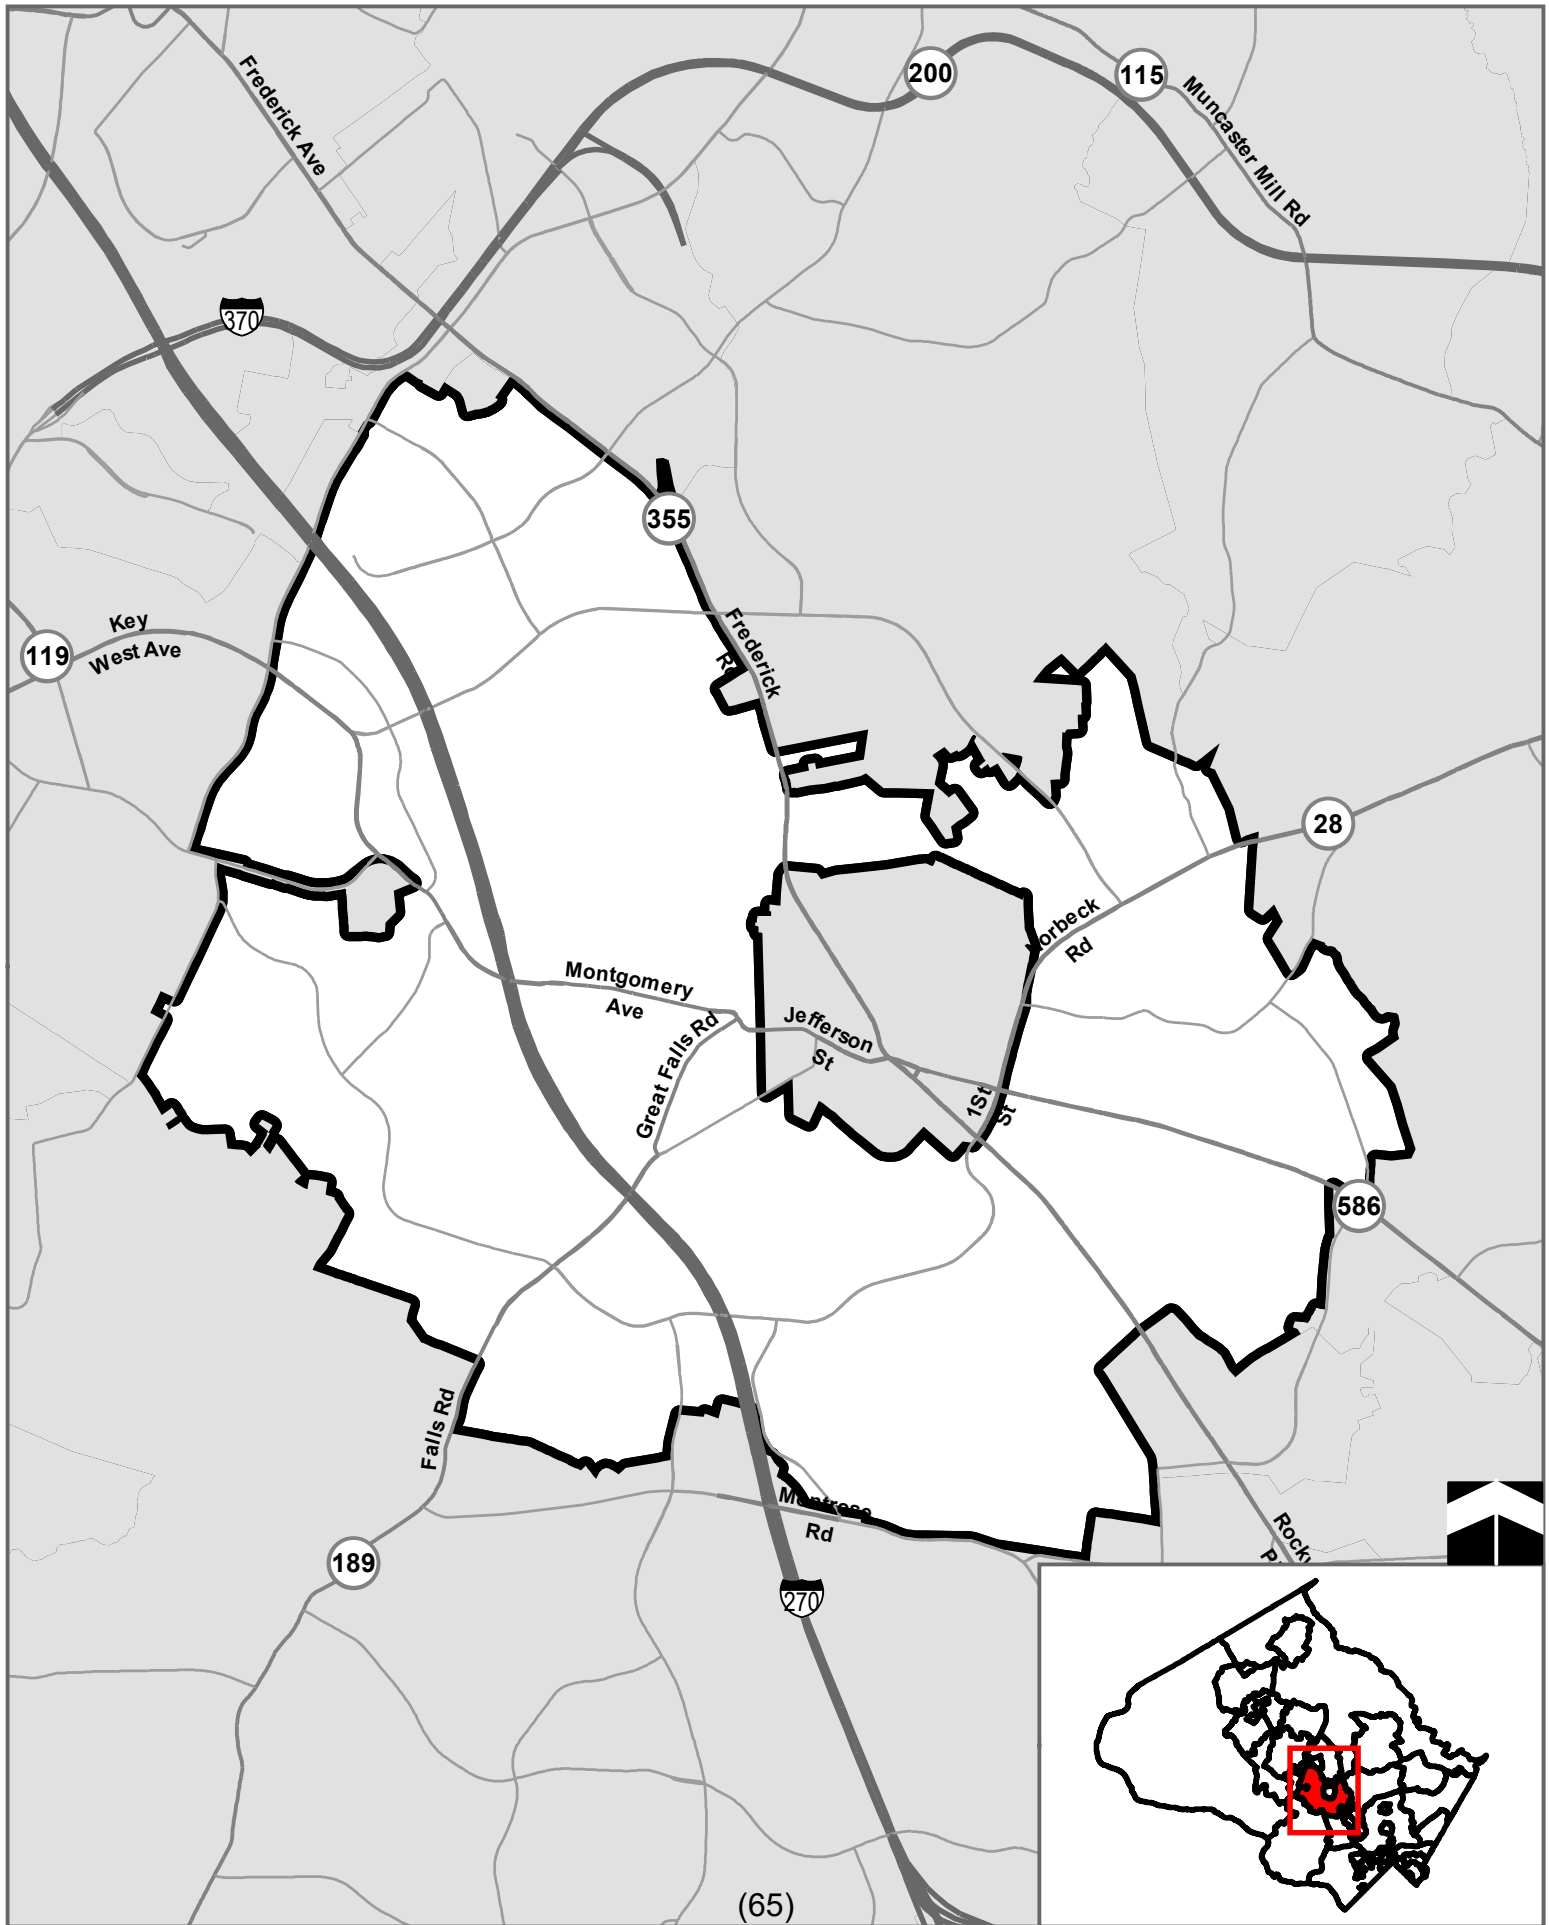 200
115
Frederick Ave
Muncaster Mill Rd
370
355
Frederick
Rd
Key
West Ave
119
28
Norbeck
Rd
Montgomery
Ave
Jefferson
St
Great Falls Rd
1St
St
586
Falls Rd
Montrose
Rd
189
270
Rocky
(65)